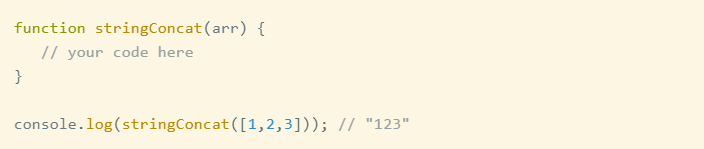 function stringConcat(arr) {
   // your code here
}

console.log(stringConcat([1,2,3])); // "123"